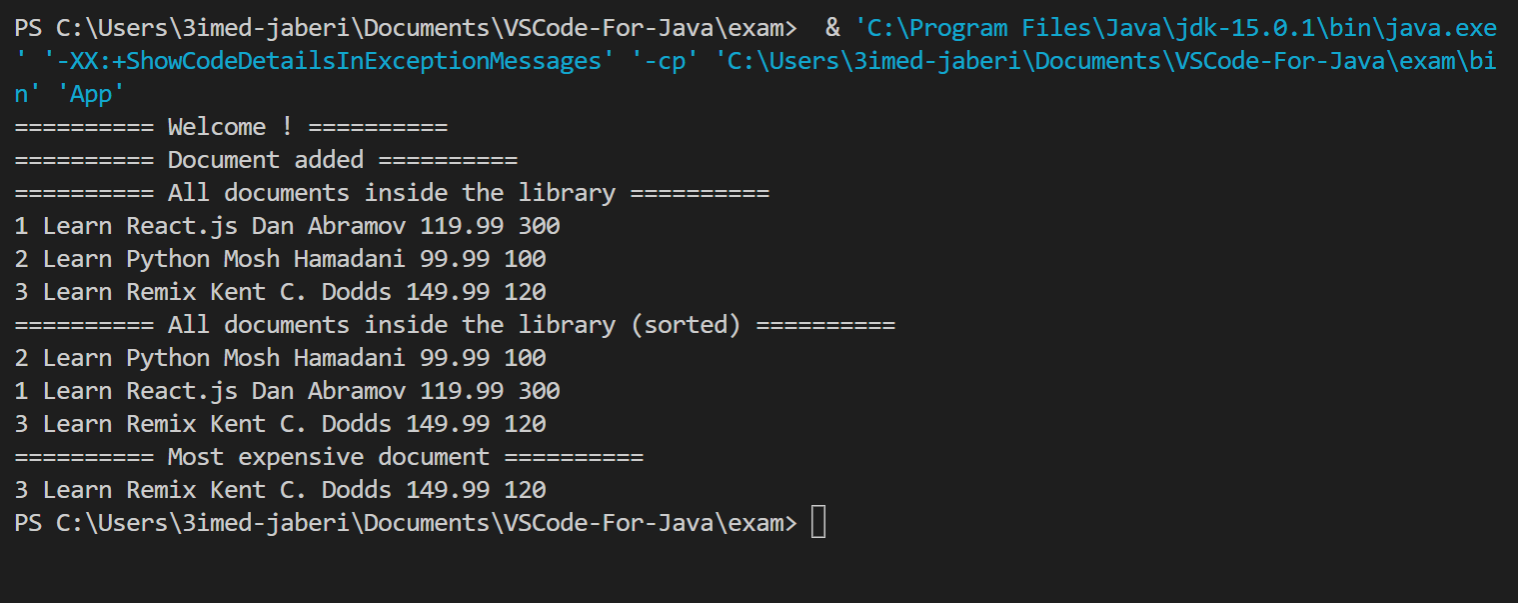 PS C:\Users\3imed-jaberi\Documents\VSCode-For-Java\exam>  & 'C:\Program Files\Java\jdk-15.0.1\bin\java.exe
' '-XX:+ShowCodeDetailsInExceptionMessages' '-cp' 'C:\Users\3imed-jaberi\Documents\VSCode-For-Java\exam\bi
n' 'App'
========== Welcome ! ==========
========== Document added ==========
========== All documents inside the library ==========
1 Learn React.js Dan Abramov 119.99 300
2 Learn Python Mosh Hamadani 99.99 100
3 Learn Remix Kent C. Dodds 149.99 120
========== All documents inside the library (sorted) ==========
2 Learn Python Mosh Hamadani 99.99 100
1 Learn React.js Dan Abramov 119.99 300
3 Learn Remix Kent C. Dodds 149.99 120
========== Most expensive document ==========
3 Learn Remix Kent C. Dodds 149.99 120
PS C:\Users\3imed-jaberi\Documents\VSCode-For-Java\exam>